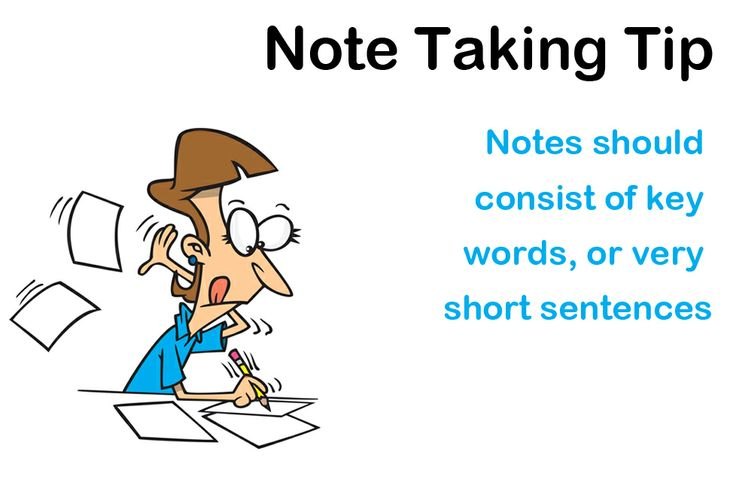 Note Taking Tip
Notes should
consist of key
words, or very
short sentences